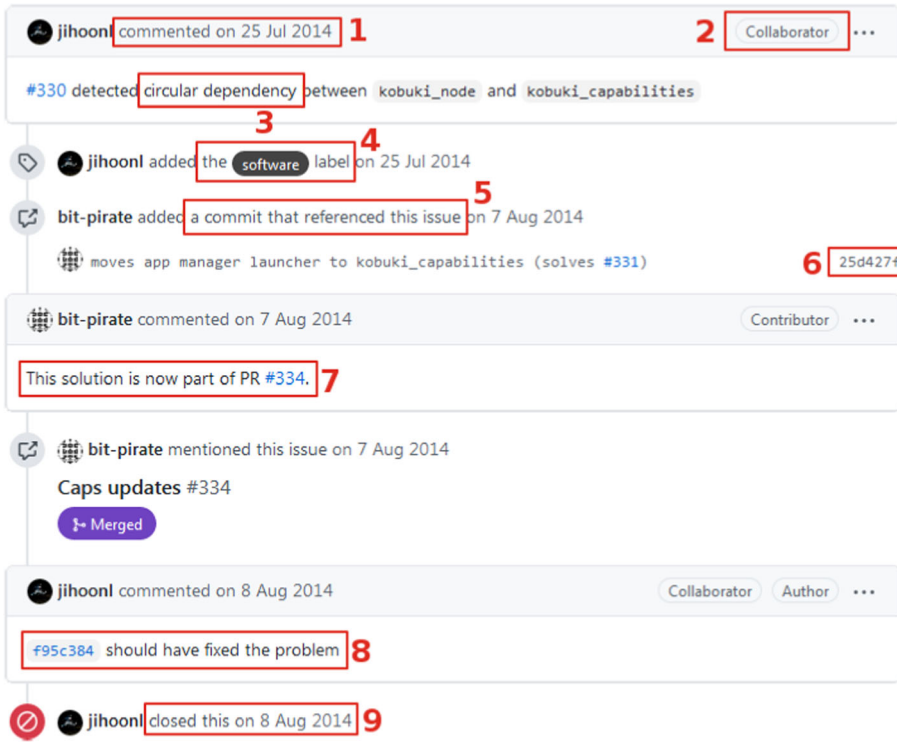 jihoonl commented on 25 Jul 2014 1 2 Collaborator ...
#330 detected circular dependency between kobuki_node and kobuki_capabilities
3 4
jihoonl added the software label on 25 Jul 2014
5
bit-pirate added a commit that referenced this issue on 7 Aug 2014
moves app manager launcher to kobuki_capabilities (solves #331) 6 25d427f
bit-pirate commented on 7 Aug 2014 Contributor ...
This solution is now part of PR #334. 7
bit-pirate mentioned this issue on 7 Aug 2014
Caps updates #334
Merged
jihoonl commented on 8 Aug 2014 Collaborator Author ...
f95c384 should have fixed the problem 8
jihoonl closed this on 8 Aug 2014 9